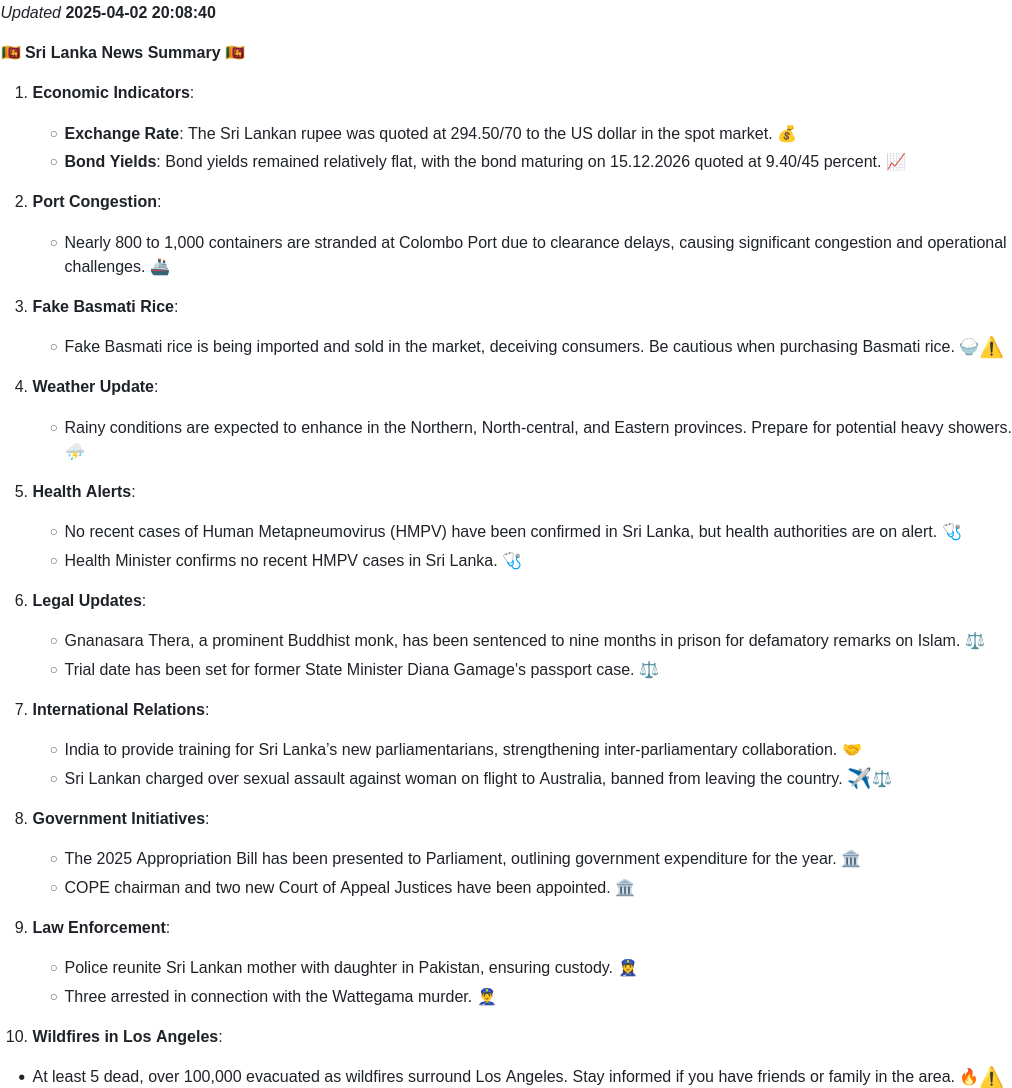 Updated 2025-04-02 20:08:40
🇱🇰 Sri Lanka News Summary 🇱🇰
1. Economic Indicators:
○ Exchange Rate: The Sri Lankan rupee was quoted at 294.50/70 to the US dollar in the spot market. 💰
○ Bond Yields: Bond yields remained relatively flat, with the bond maturing on 15.12.2026 quoted at 9.40/45 percent. 📈
2. Port Congestion:
○ Nearly 800 to 1,000 containers are stranded at Colombo Port due to clearance delays, causing significant congestion and operational
challenges. 🚢
3. Fake Basmati Rice:
○ Fake Basmati rice is being imported and sold in the market, deceiving consumers. Be cautious when purchasing Basmati rice. 🍚⚠️
4. Weather Update:
○ Rainy conditions are expected to enhance in the Northern, North-central, and Eastern provinces. Prepare for potential heavy showers.
⛈️
5. Health Alerts:
○ No recent cases of Human Metapneumovirus (HMPV) have been confirmed in Sri Lanka, but health authorities are on alert. 🩺
○ Health Minister confirms no recent HMPV cases in Sri Lanka. 🩺
6. Legal Updates:
○ Gnanasara Thera, a prominent Buddhist monk, has been sentenced to nine months in prison for defamatory remarks on Islam. ⚖️
○ Trial date has been set for former State Minister Diana Gamage's passport case. ⚖️
7. International Relations:
○ India to provide training for Sri Lanka’s new parliamentarians, strengthening inter-parliamentary collaboration. 🤝
○ Sri Lankan charged over sexual assault against woman on flight to Australia, banned from leaving the country. ✈️⚖️
8. Government Initiatives:
○ The 2025 Appropriation Bill has been presented to Parliament, outlining government expenditure for the year. 🏛️
○ COPE chairman and two new Court of Appeal Justices have been appointed. 🏛️
9. Law Enforcement:
○ Police reunite Sri Lankan mother with daughter in Pakistan, ensuring custody. 👮‍♀️
○ Three arrested in connection with the Wattegama murder. 👮‍♂️
10. Wildfires in Los Angeles:
• At least 5 dead, over 100,000 evacuated as wildfires surround Los Angeles. Stay informed if you have friends or family in the area. 🔥⚠️